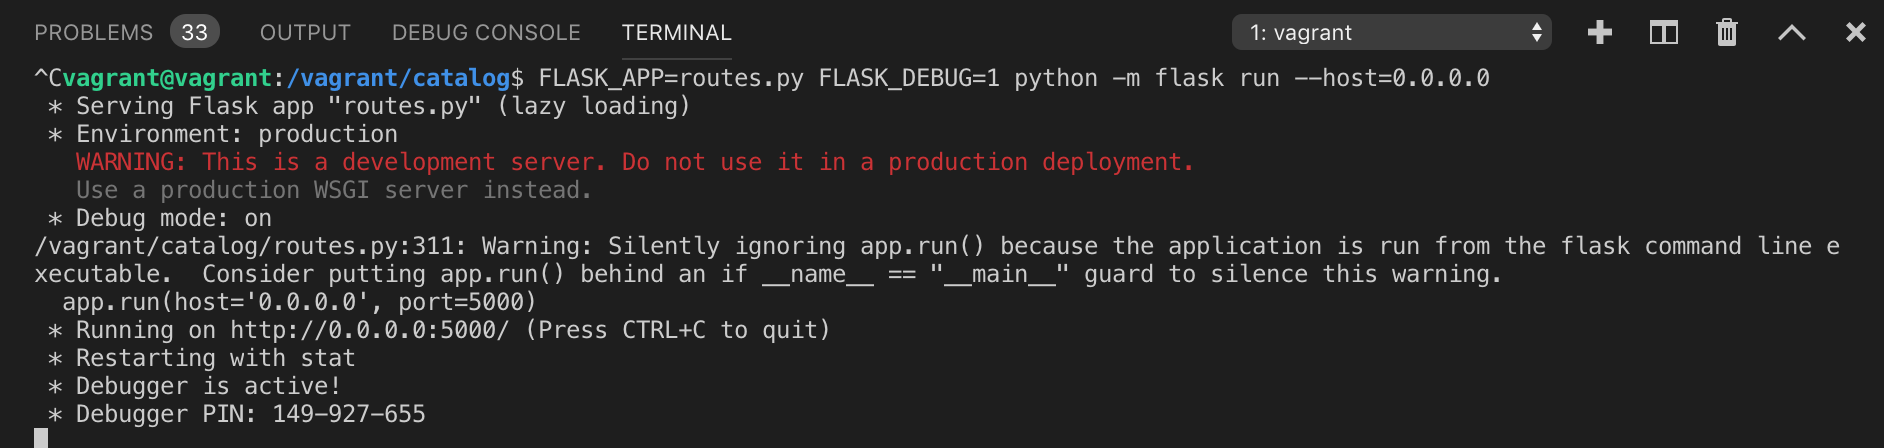 PROBLEMS 33 OUTPUT DEBUG CONSOLE TERMINAL 1: vagrant
^Cvagrant@vagrant:/vagrant/catalog$ FLASK_APP=routes.py FLASK_DEBUG=1 python -m flask run --host=0.0.0.0
 * Serving Flask app "routes.py" (lazy loading)
 * Environment: production
   WARNING: This is a development server. Do not use it in a production deployment.
   Use a production WSGI server instead.
 * Debug mode: on
/vagrant/catalog/routes.py:311: Warning: Silently ignoring app.run() because the application is run from the flask command line e
xecutable.  Consider putting app.run() behind an if __name__ == "__main__" guard to silence this warning.
  app.run(host='0.0.0.0', port=5000)
 * Running on http://0.0.0.0:5000/ (Press CTRL+C to quit)
 * Restarting with stat
 * Debugger is active!
 * Debugger PIN: 149-927-655